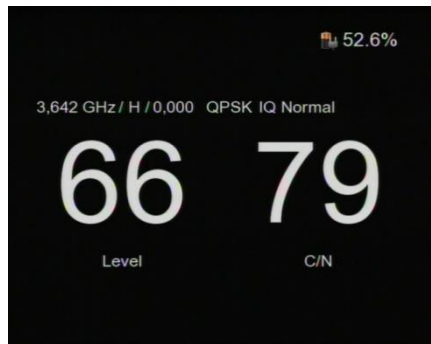 52.6%
3,642 GHz / H / 0,000 QPSK IQ Normal
66 79
Level C/N